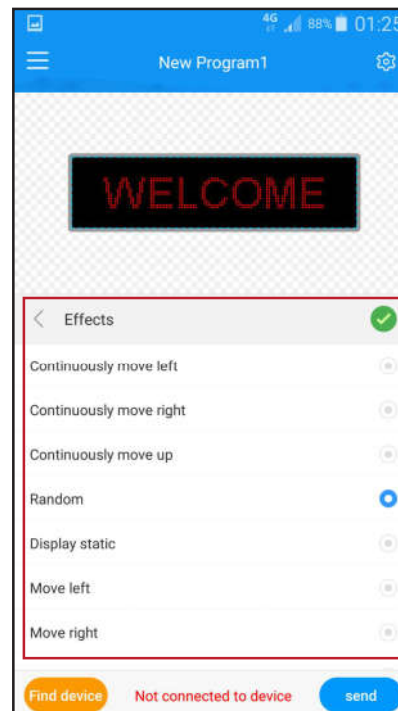 4G 88% 01:25
New Program1
WELCOME
Effects
Continuously move left
Continuously move right
Continuously move up
Random
Display static
Move left
Move right
Find device Not connected to device send